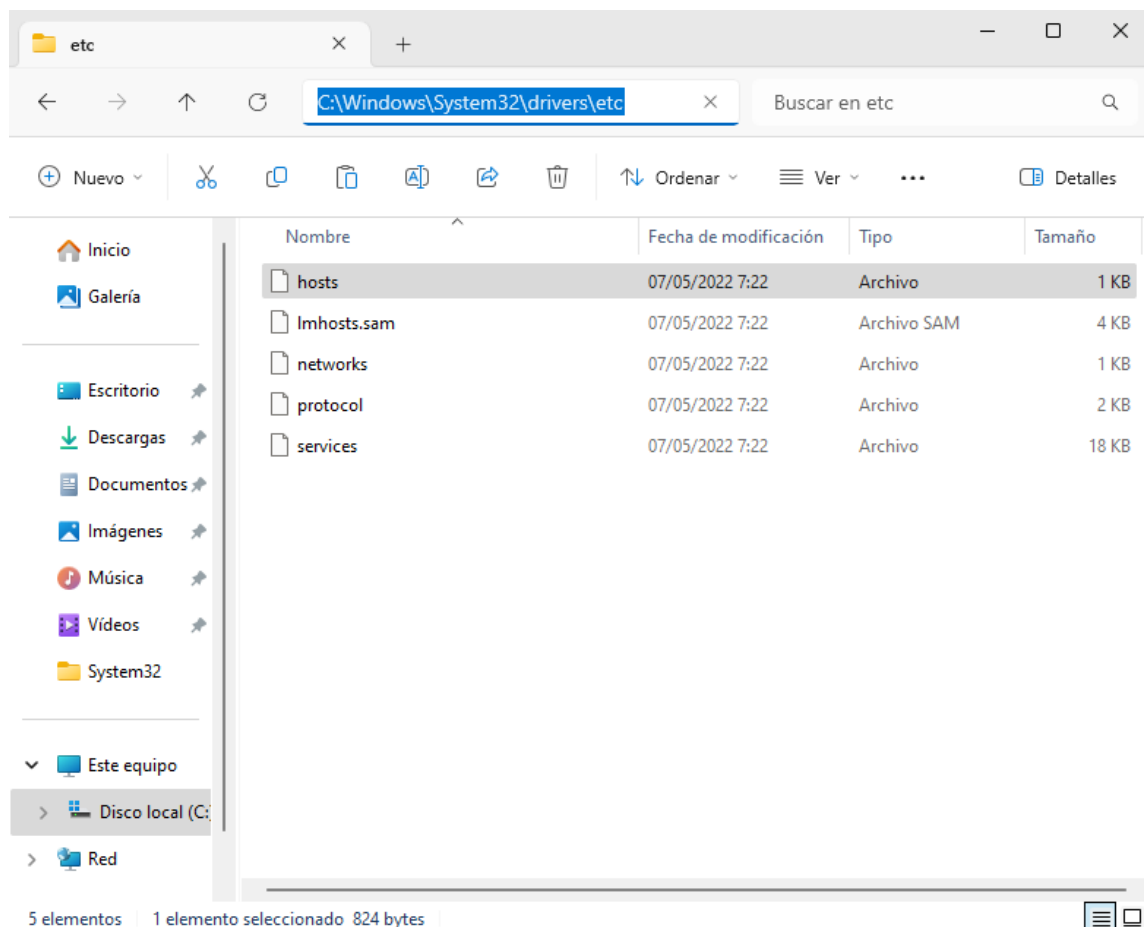 etc
C:\Windows\System32\drivers\etc
Buscar en etc
Nuevo
Ordenar
Ver
Detalles
Nombre Fecha de modificación Tipo Tamaño
hosts 07/05/2022 7:22 Archivo 1 KB
lmhosts.sam 07/05/2022 7:22 Archivo SAM 4 KB
networks 07/05/2022 7:22 Archivo 1 KB
protocol 07/05/2022 7:22 Archivo 2 KB
services 07/05/2022 7:22 Archivo 18 KB
Inicio
Galería
Escritorio
Descargas
Documentos
Imágenes
Música
Vídeos
System32
Este equipo
Disco local (C:
Red
5 elementos 1 elemento seleccionado 824 bytes